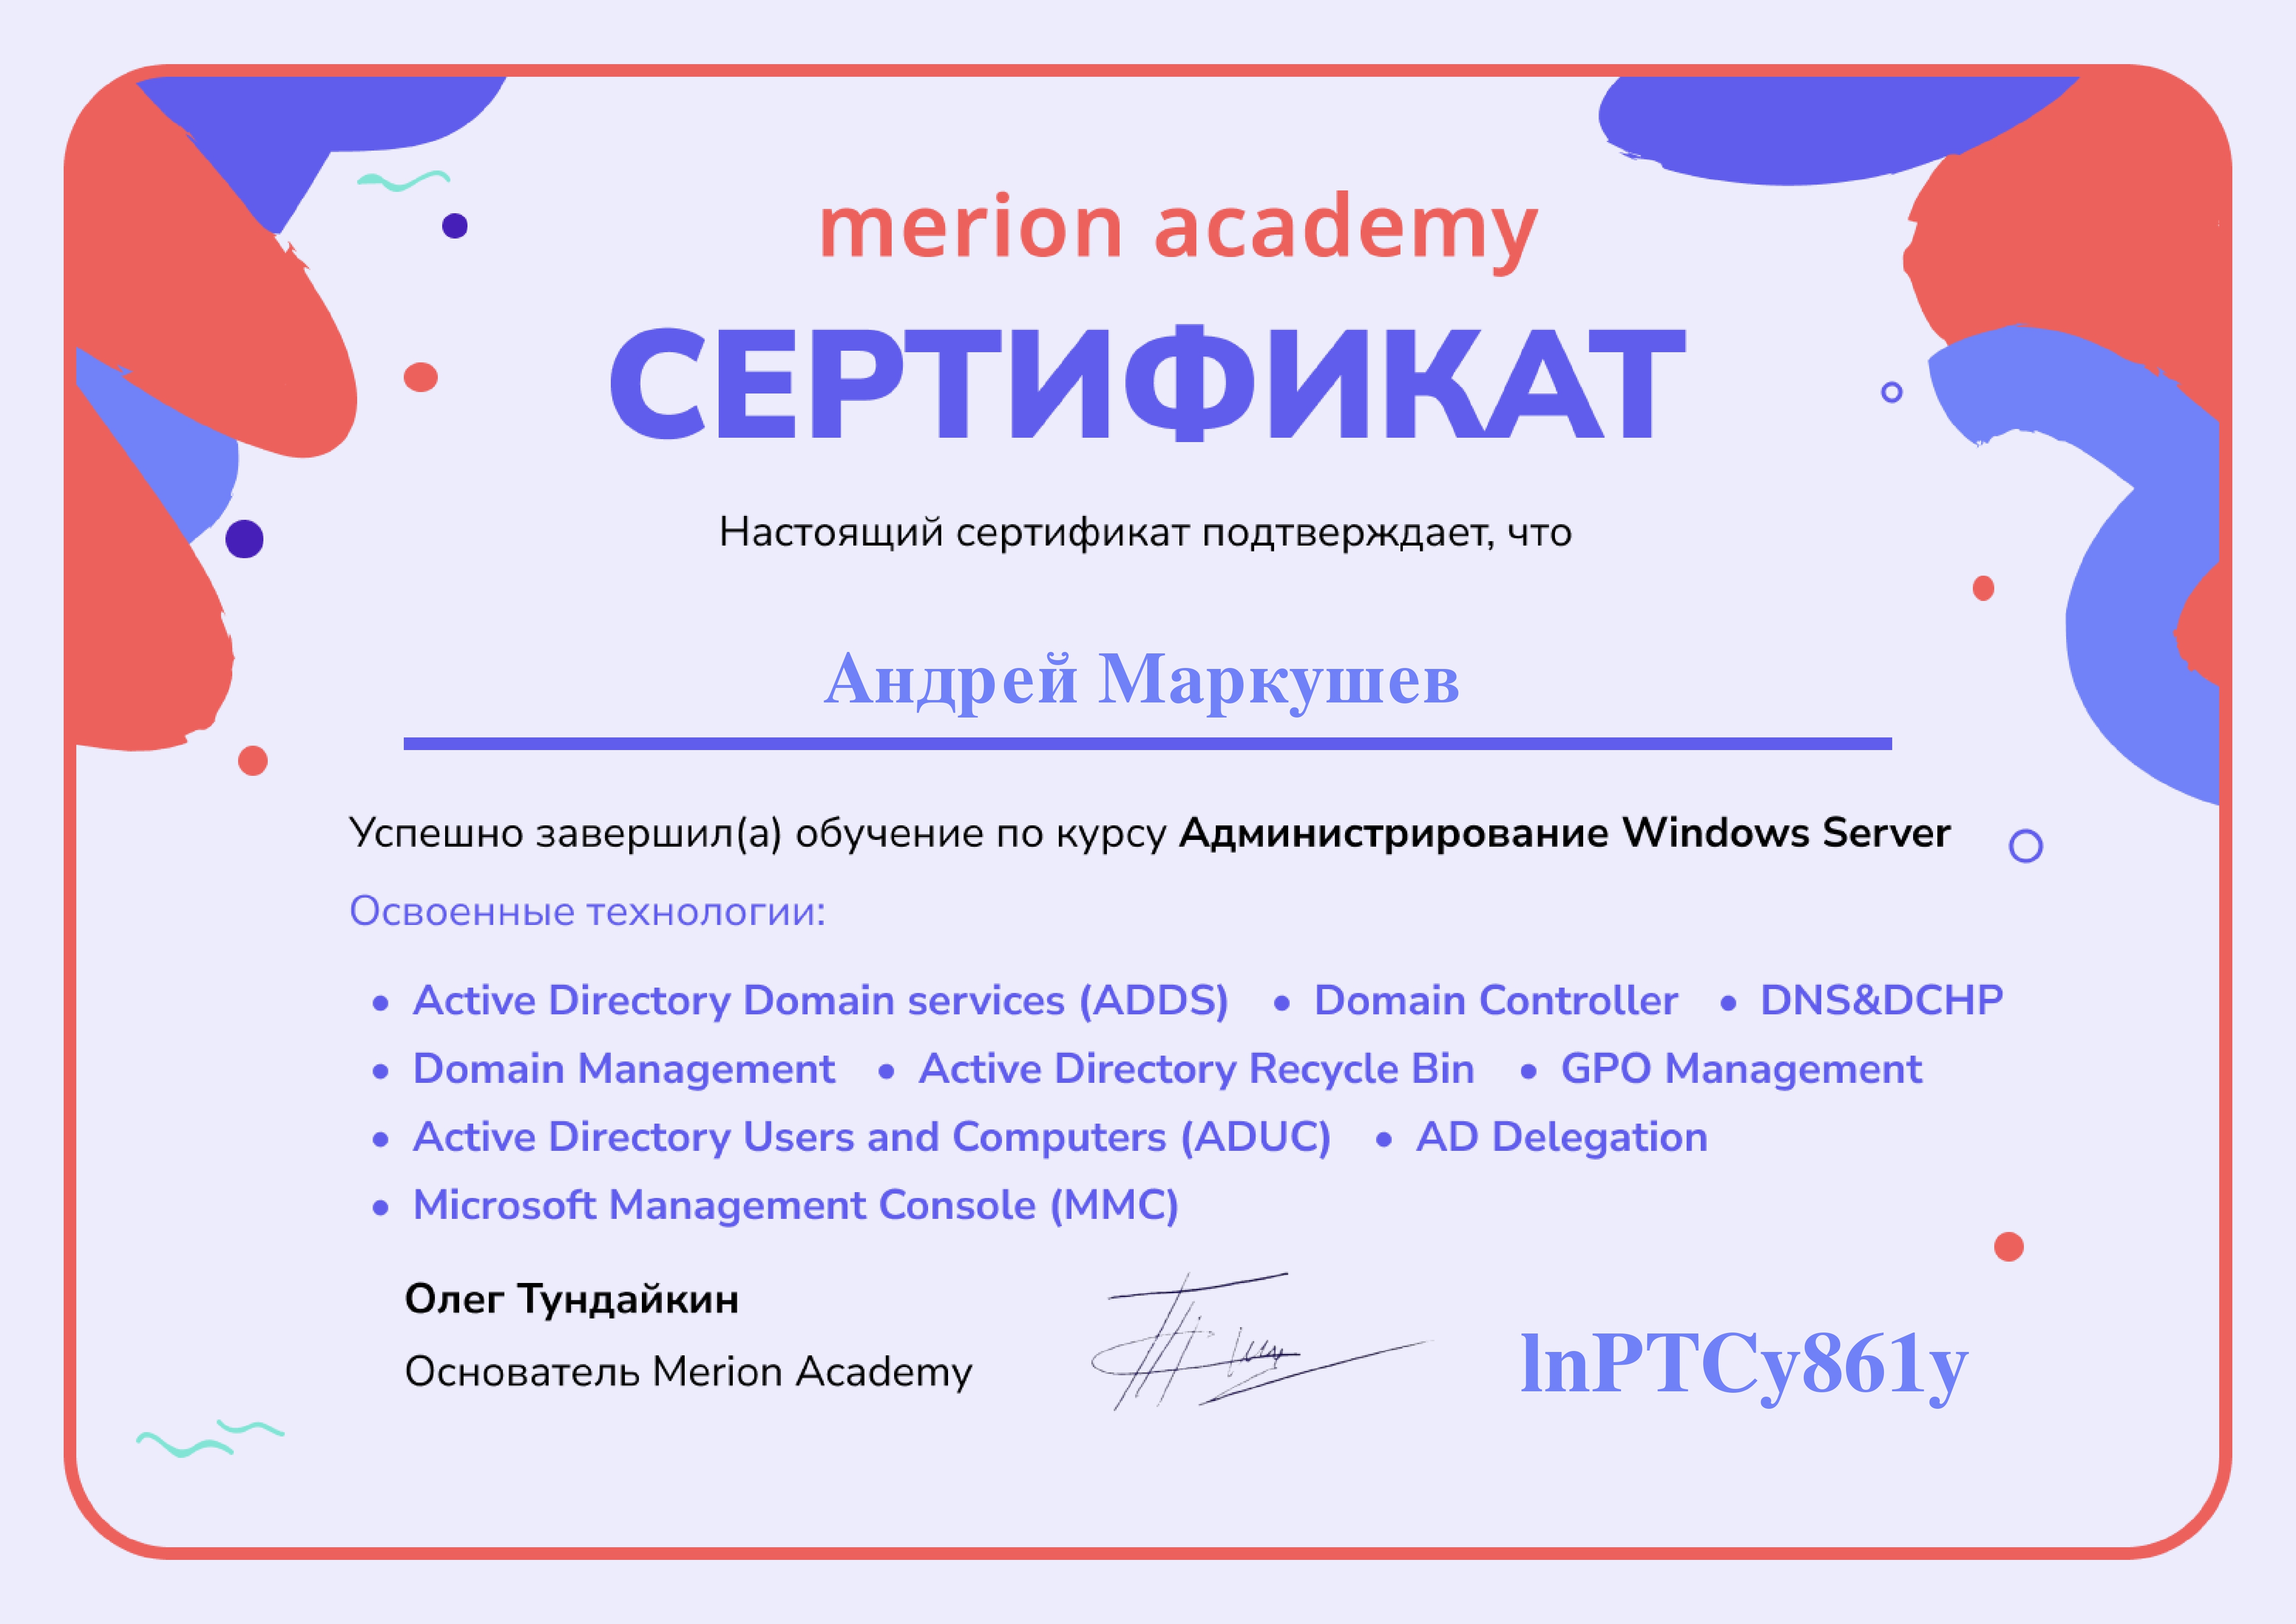 merion academy
СЕРТИФИКАТ
Настоящий сертификат подтверждает, что
Андрей Маркушев
Успешно завершил(а) обучение по курсу Администрирование Windows Server
Освоенные технологии:
• Active Directory Domain services (ADDS) • Domain Controller • DNS&DCHP
• Domain Management • Active Directory Recycle Bin • GPO Management
• Active Directory Users and Computers (ADUC) • AD Delegation
• Microsoft Management Console (MMC)
Олег Тундайкин
Основатель Merion Academy
lnPTCy861y